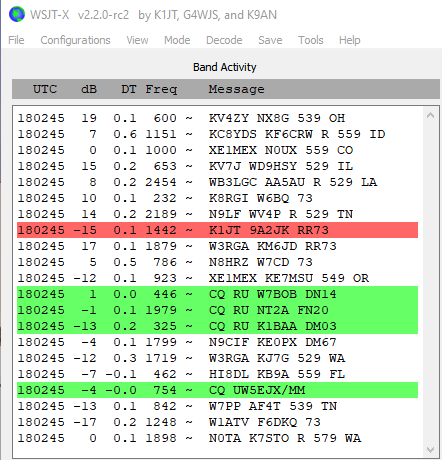 WSJT-X v2.2.0-rc2 by K1JT, G4WJS, and K9AN
File Configurations View Mode Decode Save Tools Help
Band Activity
UTC dB DT Freq Message
180245 19 0.1 600 ~ KV4ZY NX8G 539 OH
180245 7 0.6 1151 ~ KC8YDS KF6CRW R 559 ID
180245 0 0.1 1000 ~ XE1MEX N0UX 559 CO
180245 15 0.2 653 ~ KV7J WD9HSY 529 IL
180245 8 0.2 2454 ~ WB3LGC AA5AU R 529 LA
180245 10 0.1 232 ~ K8RGI W6BQ 73
180245 14 0.2 2189 ~ N9LF WV4P R 529 TN
180245 -15 0.1 1442 ~ K1JT 9A2JK RR73
180245 17 0.1 1879 ~ W3RGA KM6JD RR73
180245 5 0.5 786 ~ N8HRZ W7CD 73
180245 -12 0.1 923 ~ XE1MEX KE7MSU 549 OR
180245 1 0.0 446 ~ CQ RU W7BOB DN14
180245 -1 0.1 1979 ~ CQ RU NT2A FN20
180245 -13 0.2 325 ~ CQ RU K1BAA DM03
180245 -4 0.1 1799 ~ N9CIF KE0PX DM67
180245 -12 0.3 1719 ~ W3RGA KJ7G 529 WA
180245 -7 -0.1 462 ~ HI8DL KB9A 559 FL
180245 -4 -0.0 754 ~ CQ UW5EJX/MM
180245 -13 0.1 842 ~ W7PP AF4T 539 TN
180245 -17 0.2 1248 ~ W1ATV F6DKQ 73
180245 0 0.1 1898 ~ N0TA K7STO R 579 WA